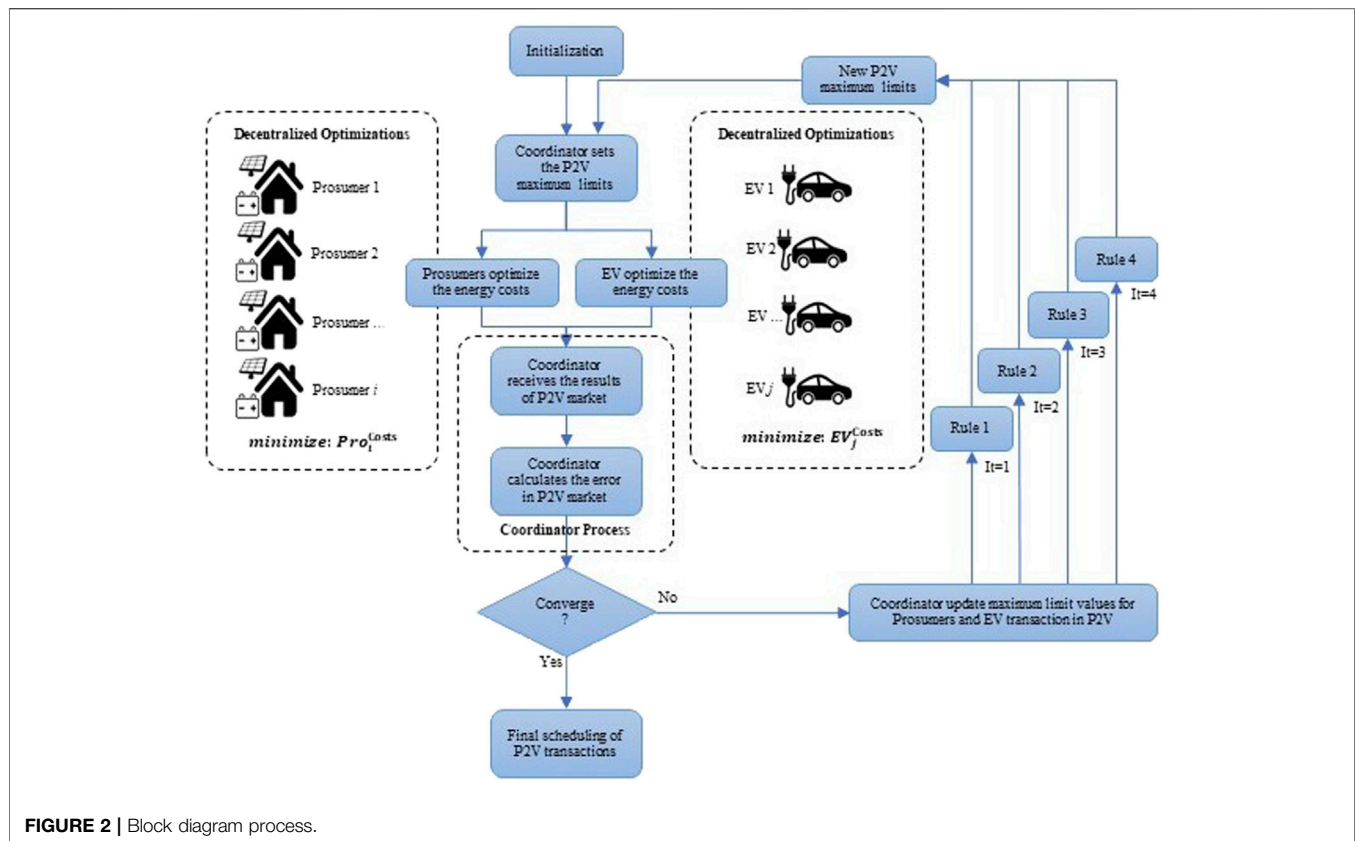 Initialization
New P2V
maximum limits
Decentralized Optimizations
Prosumer 1
Prosumer 2
Prosumer ...
Prosumer i
minimize: Pro_i^Costs
Coordinator sets
the P2V
maximum limits
Decentralized Optimizations
EV 1
EV 2
EV ...
EV j
minimize: EV_j^Costs
Prosumers optimize
the energy costs
EV optimize the
energy costs
Coordinator
receives the results
of P2V market
Coordinator
calculates the error
in P2V market
Coordinator Process
Rule 4
It=4
Rule 3
It=3
Rule 2
It=2
Rule 1
It=1
Converge
?
No
Yes
Coordinator update maximum limit values for
Prosumers and EV transaction in P2V
Final scheduling of
P2V transactions
FIGURE 2 | Block diagram process.